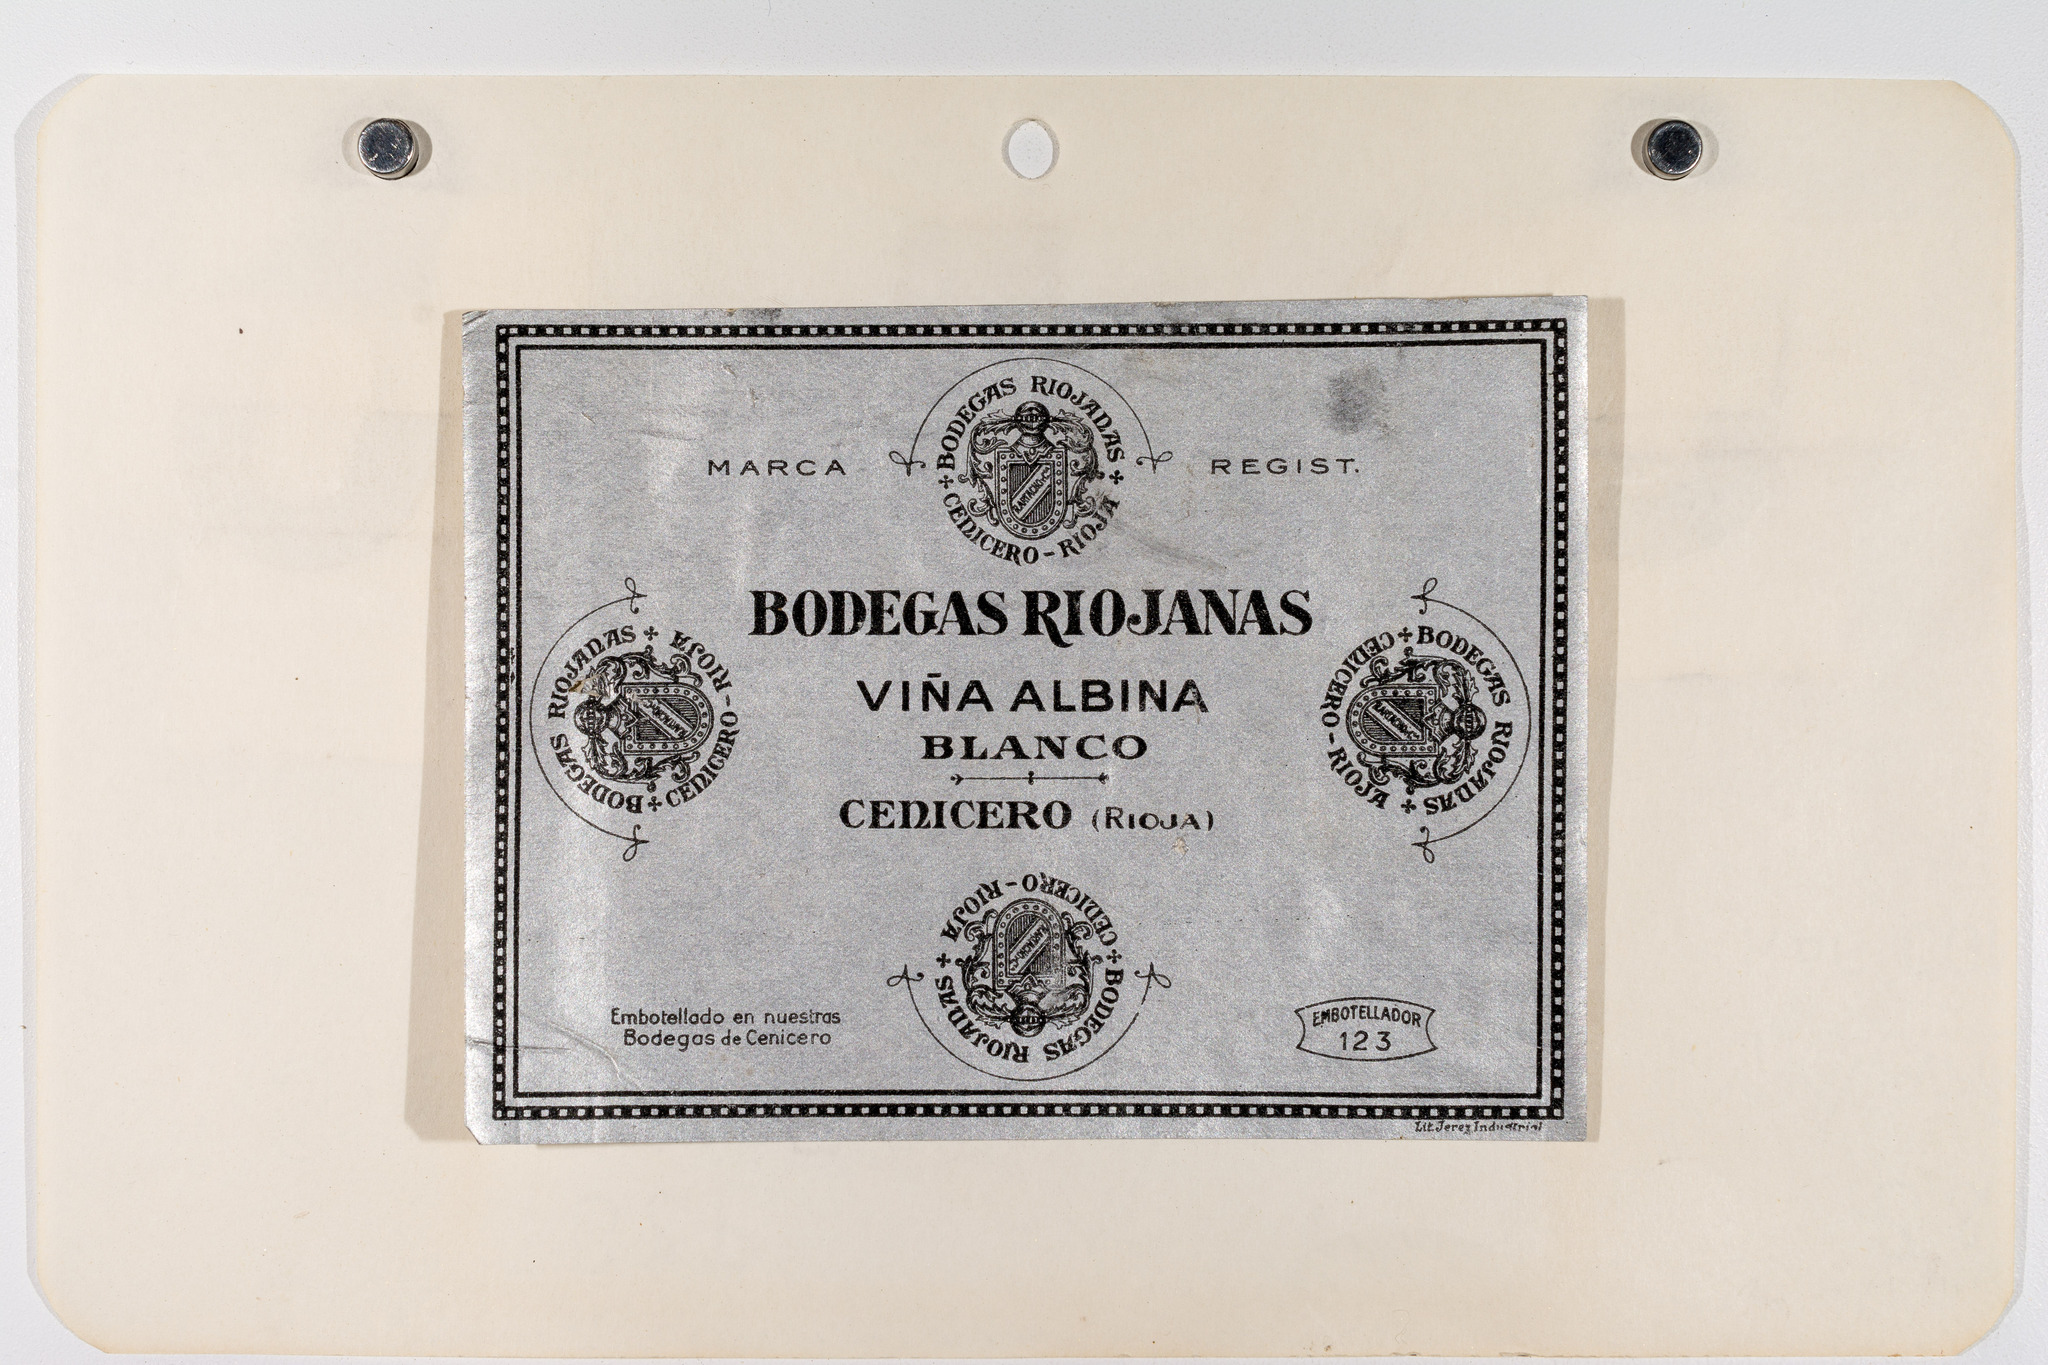 BODEGAS RIOJANAS
CENICERO - RIOJA
MARCA REGIST.
BODEGAS RIOJANAS
CENICERO - RIOJA
BODEGAS RIOJANAS
CENICERO - RIOJA
BODEGAS RIOJANAS
VIÑA ALBINA
BLANCO
CENICERO (RIOJA)
BODEGAS RIOJANAS
CENICERO - RIOJA
Embotellado en nuestras
Bodegas de Cenicero
EMBOTELLADOR
123
Lit. Jerez Industrial